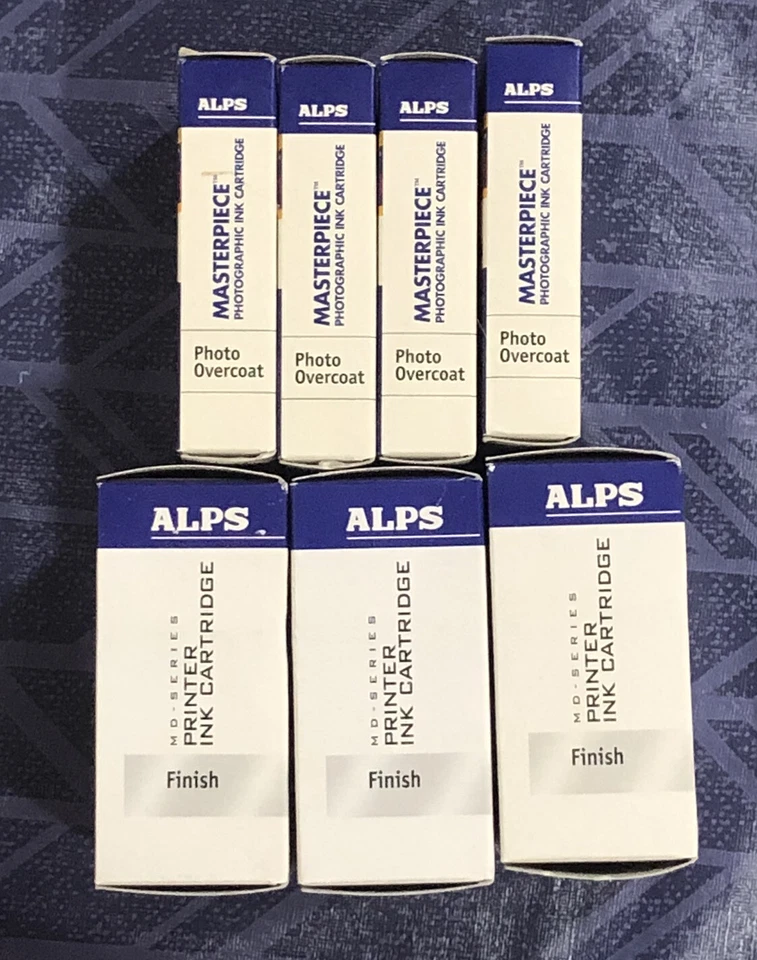 ALPS
MASTERPIECE™
PHOTOGRAPHIC INK CARTRIDGE
Photo
Overcoat
ALPS
MASTERPIECE™
PHOTOGRAPHIC INK CARTRIDGE
Photo
Overcoat
ALPS
MASTERPIECE™
PHOTOGRAPHIC INK CARTRIDGE
Photo
Overcoat
ALPS
MASTERPIECE™
PHOTOGRAPHIC INK CARTRIDGE
Photo
Overcoat
ALPS
MD-SERIES
PRINTER
INK CARTRIDGE
Finish
ALPS
MD-SERIES
PRINTER
INK CARTRIDGE
Finish
ALPS
MD-SERIES
PRINTER
INK CARTRIDGE
Finish